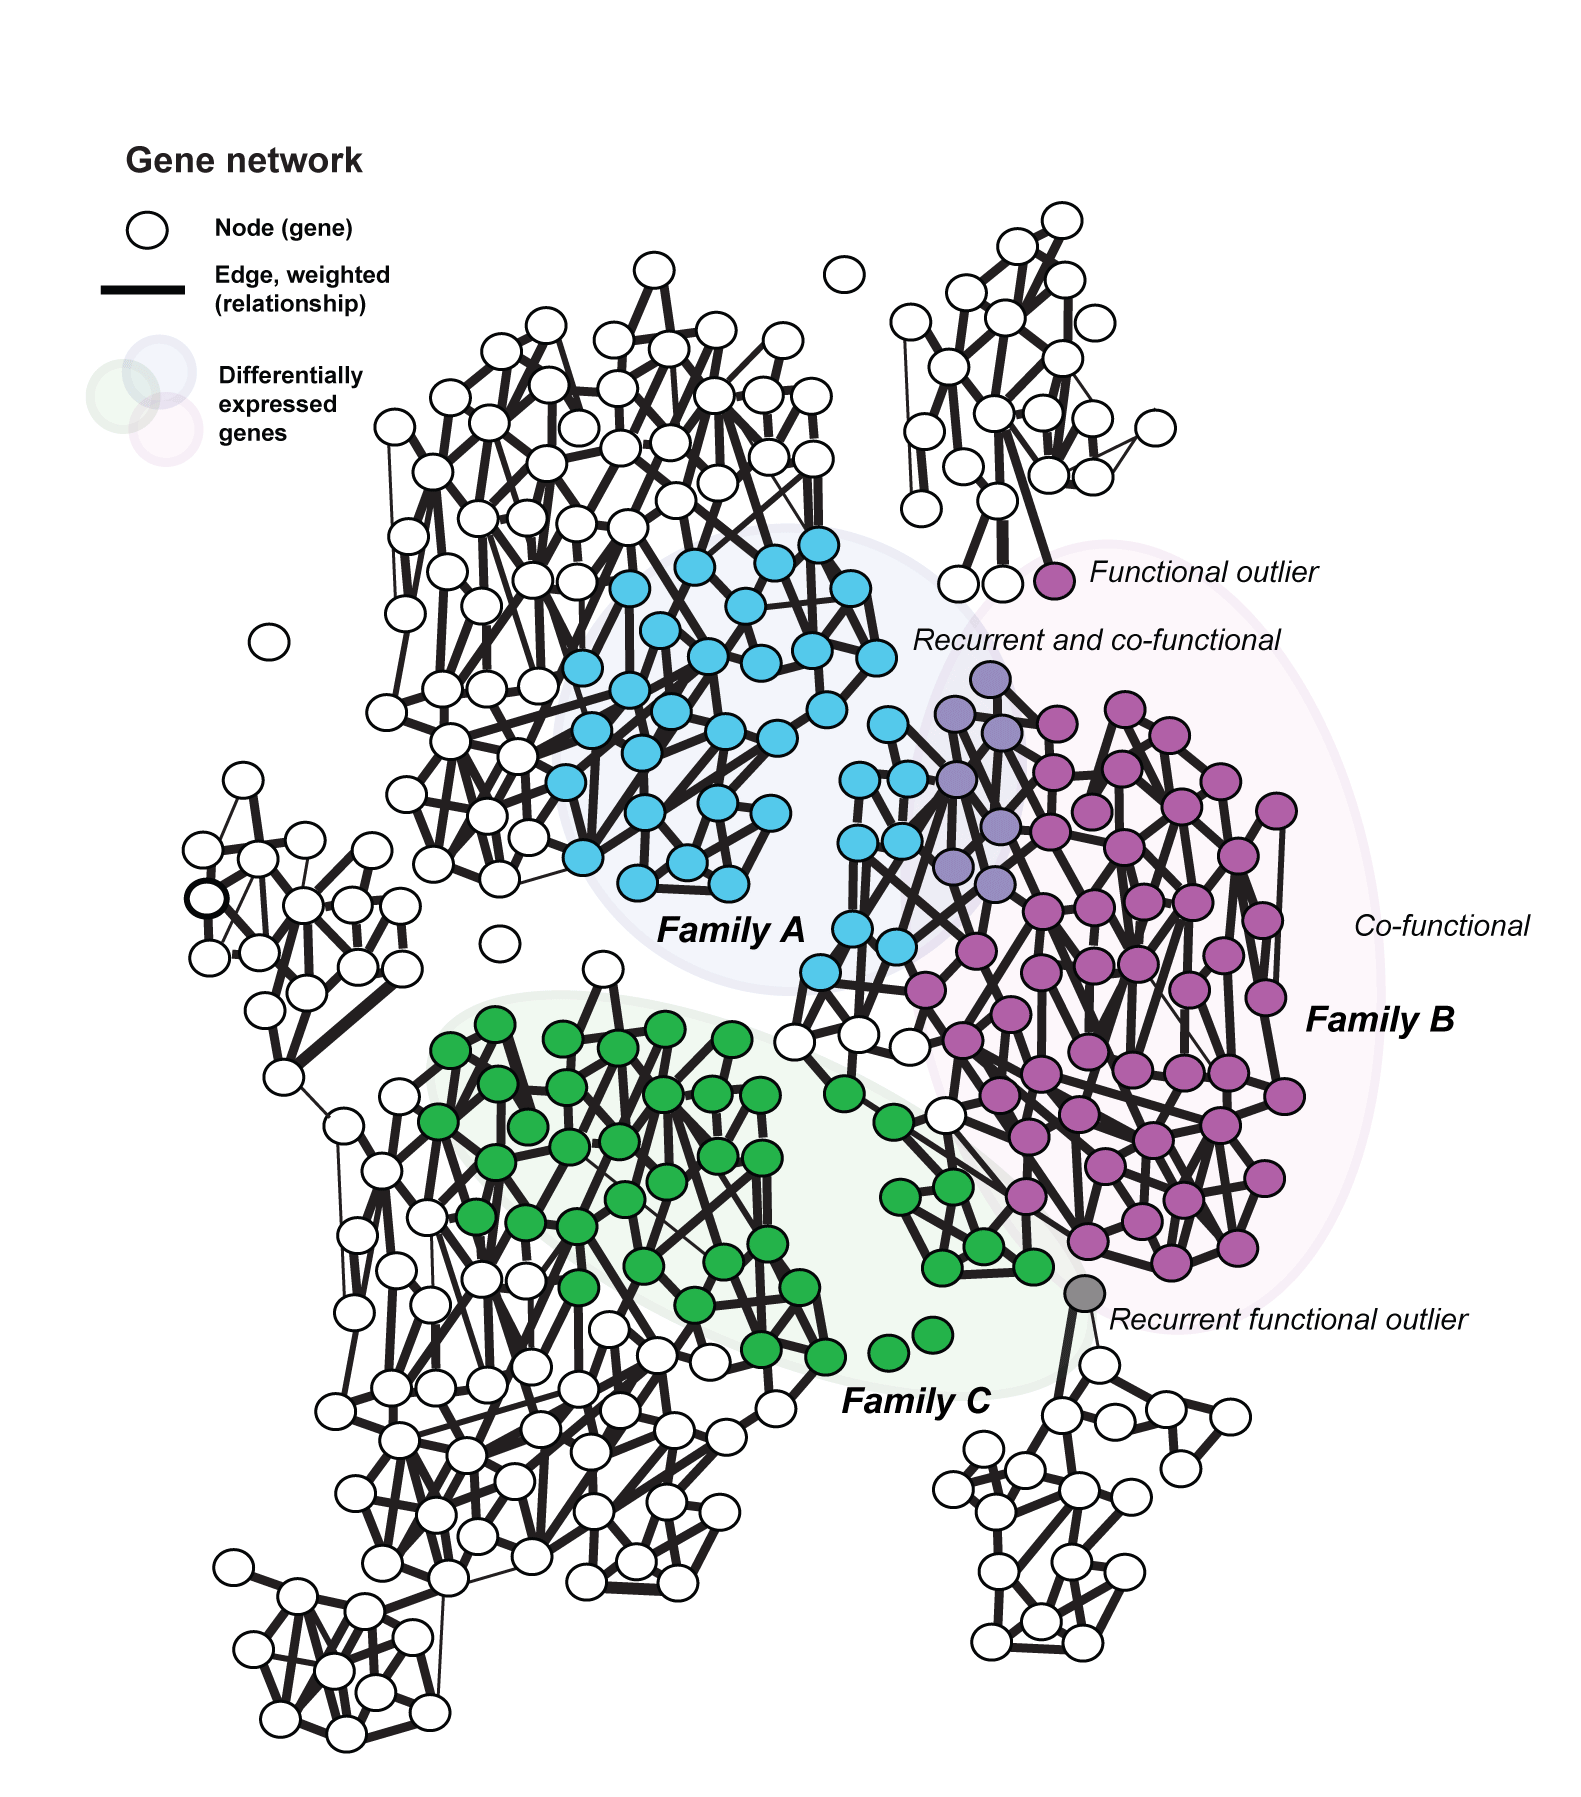 Gene network
Node (gene)
Edge, weighted
(relationship)
Differentially
expressed
genes
Functional outlier
Recurrent and co-functional
Family A
Co-functional
Family B
Recurrent functional outlier
Family C